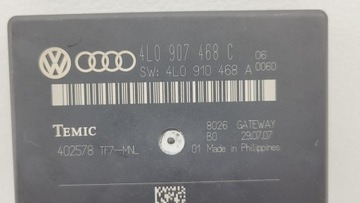 4L0 907 468 C 06
SW: 4L0 910 468 A 0060
TEMIC 8026 GATEWAY
B0 29.07.07
402578 TF7-MNL 01 Made in Philippines